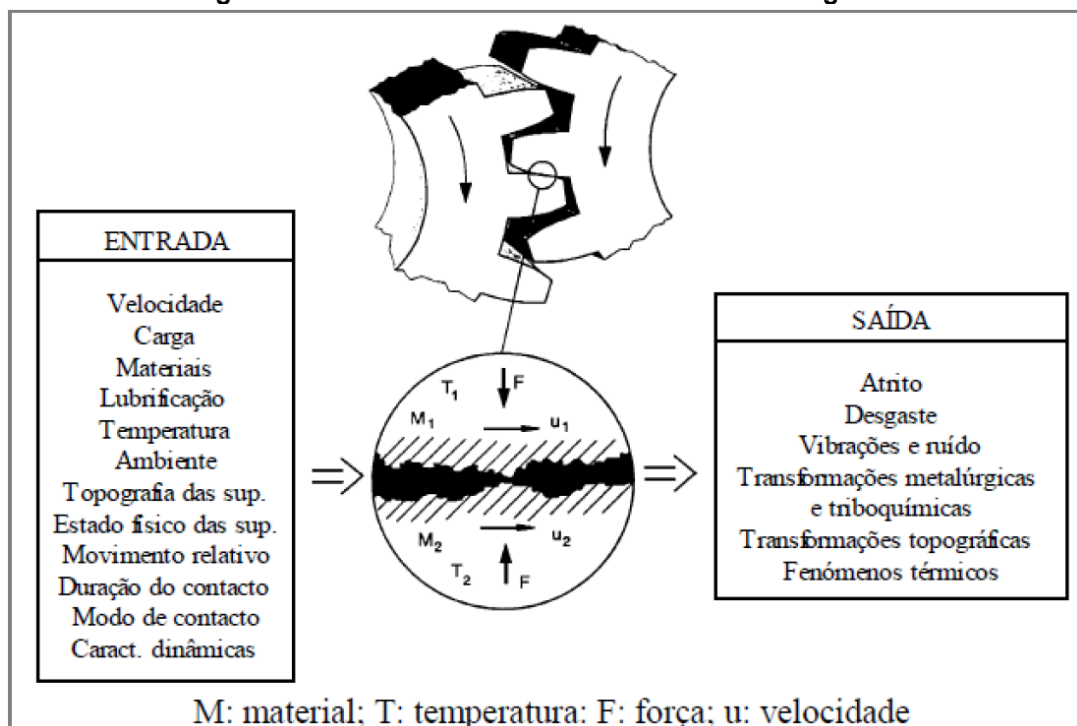 ENTRADA
Velocidade
Carga
Materiais
Lubrificação
Temperatura
Ambiente
Topografia das sup.
Estado físico das sup.
Movimento relativo
Duração do contacto
Modo de contacto
Caract. dinâmicas
T1
F
M1
u1
M2
u2
T2
F
SAÍDA
Atrito
Desgaste
Vibrações e ruído
Transformações metalúrgicas
e triboquímicas
Transformações topográficas
Fenómenos térmicos
M: material; T: temperatura: F: força; u: velocidade